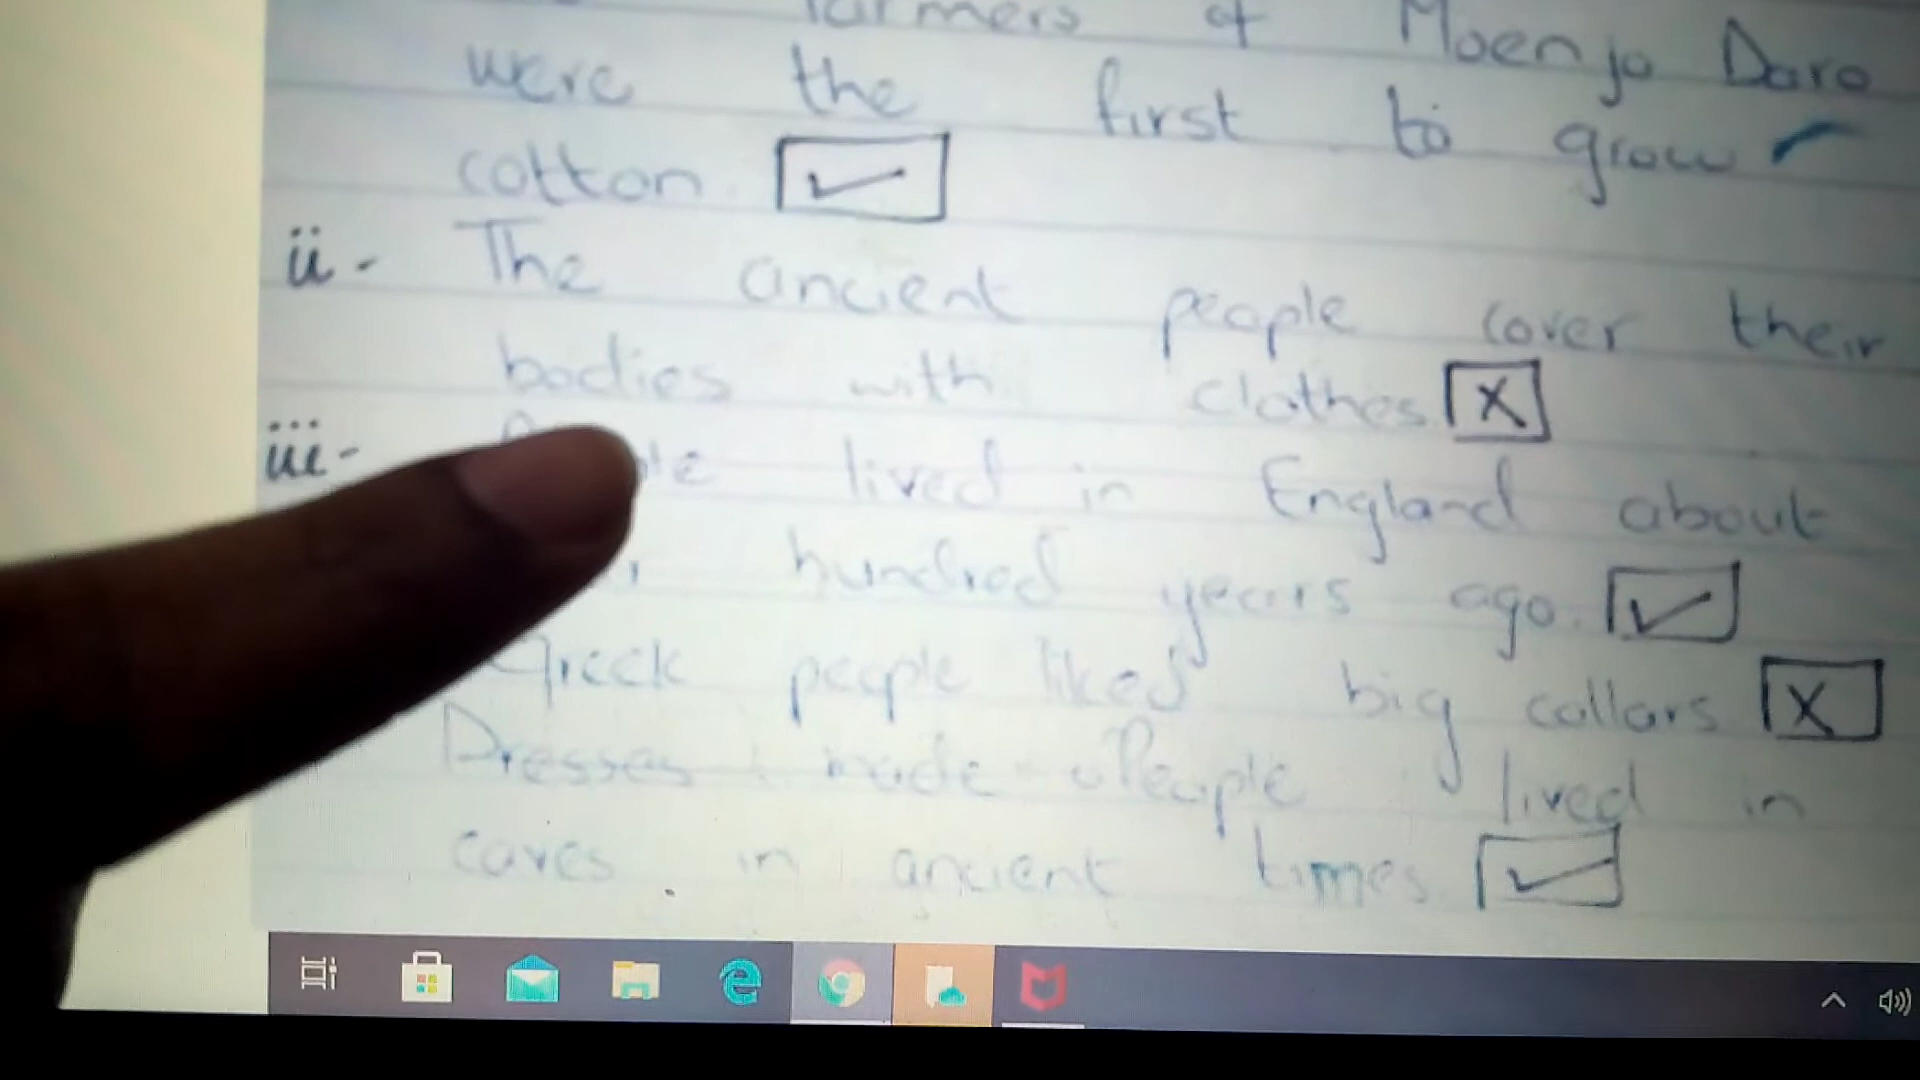 farmers of Moenjo Daro
were the first to grow
cotton. ✓
ii- The ancient people cover their
bodies with clothes. X
iii- lived in England about
hundred years ago. ✓
Greek people liked big collars X
Dresses made People lived in
caves in ancient times. ✓